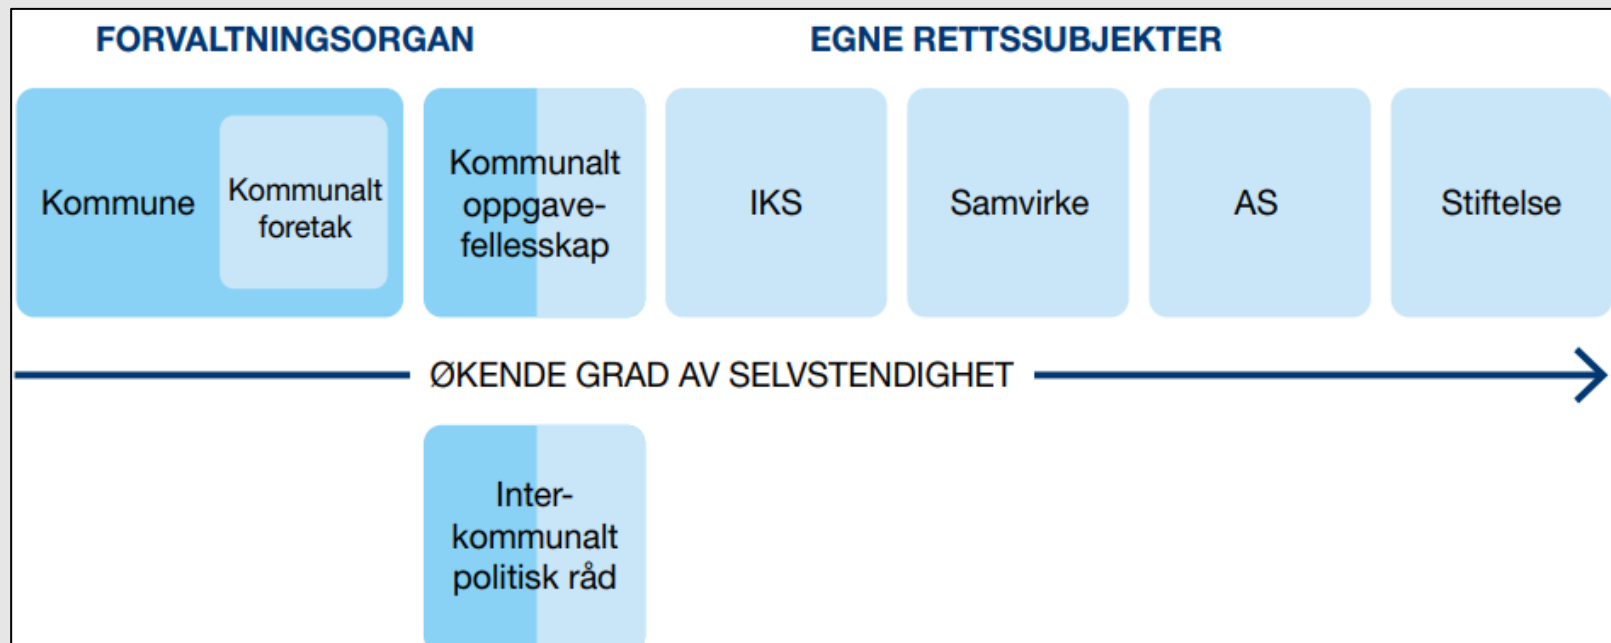 FORVALTNINGSORGAN
EGNE RETTSSUBJEKTER
Kommune
Kommunalt
foretak
Kommunalt
oppgave-
fellesskap
IKS
Samvirke
AS
Stiftelse
ØKENDE GRAD AV SELVSTENDIGHET
Inter-
kommunalt
politisk råd